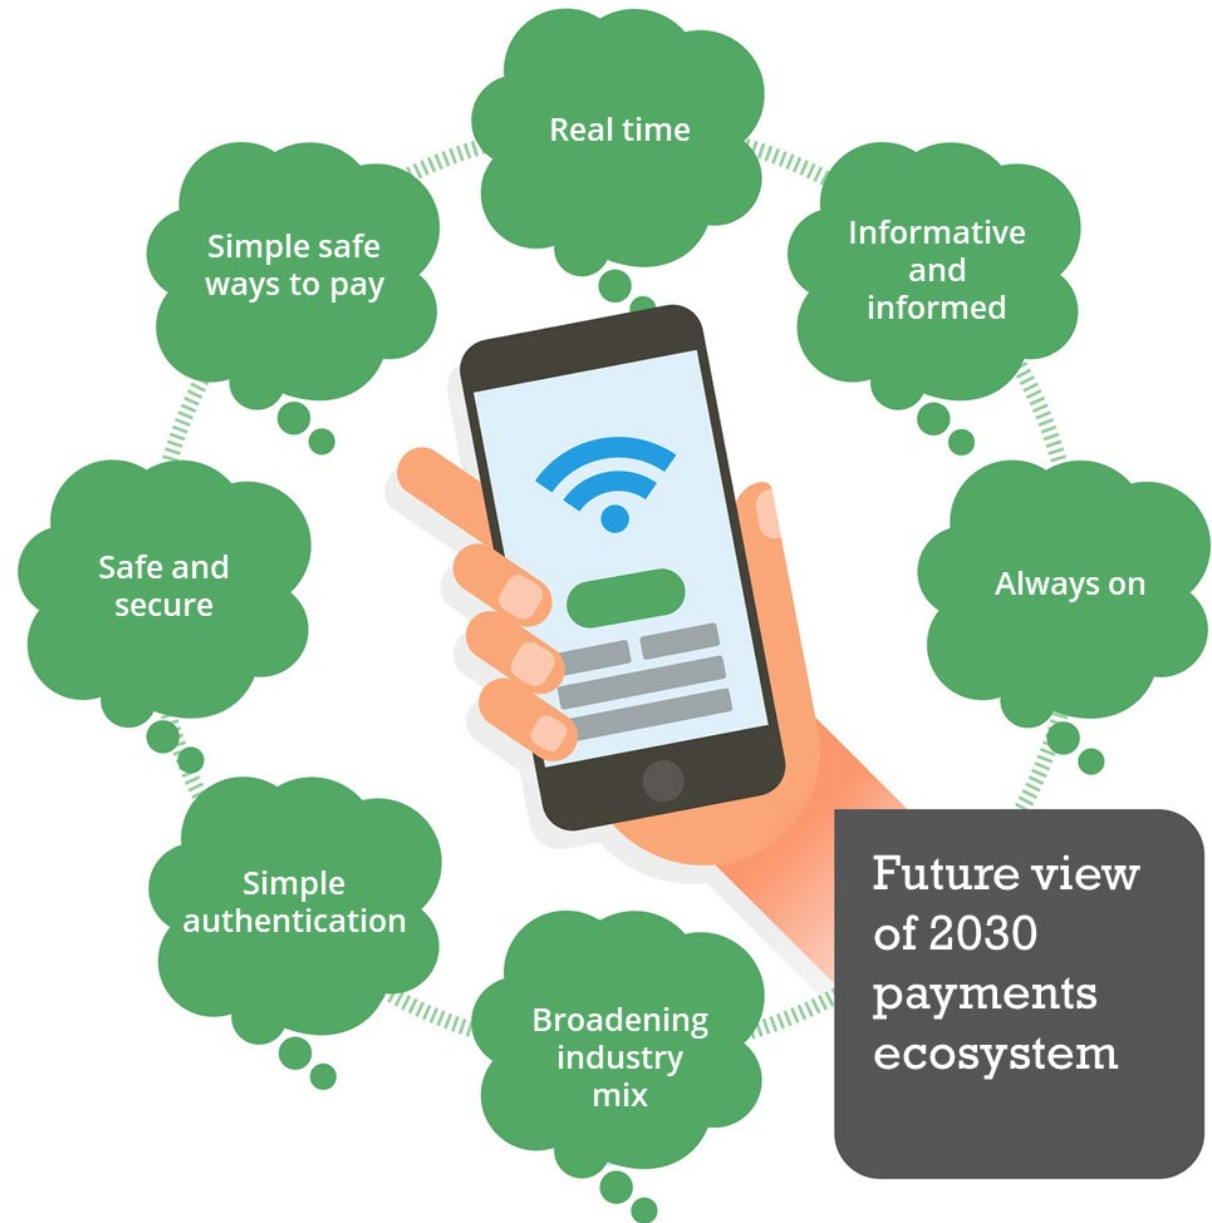 Real time
Informative
and
informed
Always on
Future view
of 2030
payments
ecosystem
Broadening
industry
mix
Simple
authentication
Safe and
secure
Simple safe
ways to pay